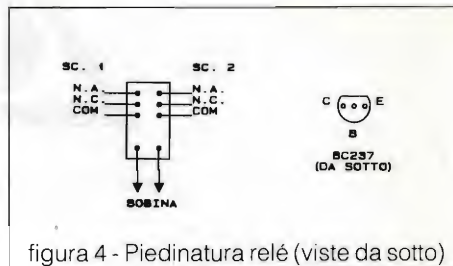 SC. 1 SC. 2
N.A. N.A.
N.C. N.C.
COM COM
BOBINA
C E
B
BC237
(DA SOTTO)
figura 4 - Piedinatura relé (viste da sotto)